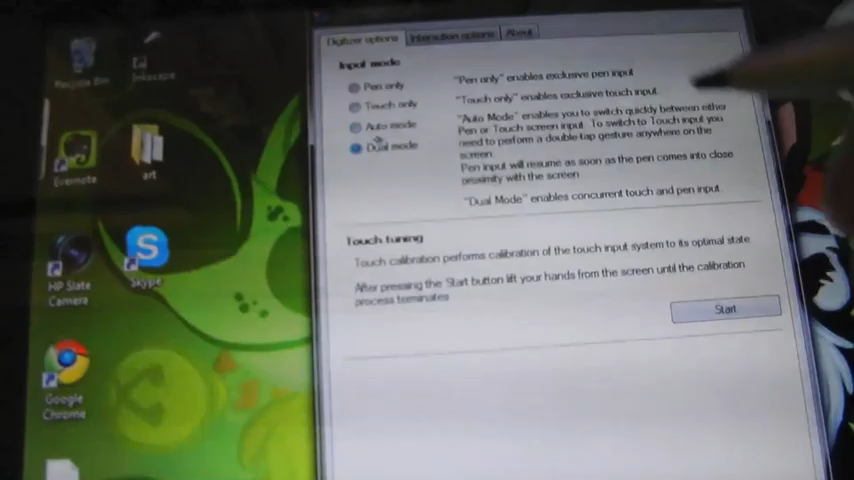 Recycle Bin
Inkscape
Evernote
art
HP Slate
Camera
Skype
Google
Chrome
Digitizer options
Interaction options
About
Input mode
Pen only
"Pen only" enables exclusive pen input
Touch only
"Touch only" enables exclusive touch input.
Auto mode
"Auto Mode" enables you to switch quickly between either
Pen or Touch screen input. To switch to Touch input you
need to perform a double-tap gesture anywhere on the
screen.
Pen input will resume as soon as the pen comes into close
proximity with the screen
Dual mode
"Dual Mode" enables concurrent touch and pen input.
Touch tuning
Touch calibration performs calibration of the touch input system to its optimal state
After pressing the Start button lift your hands from the screen until the calibration
process terminates
Start